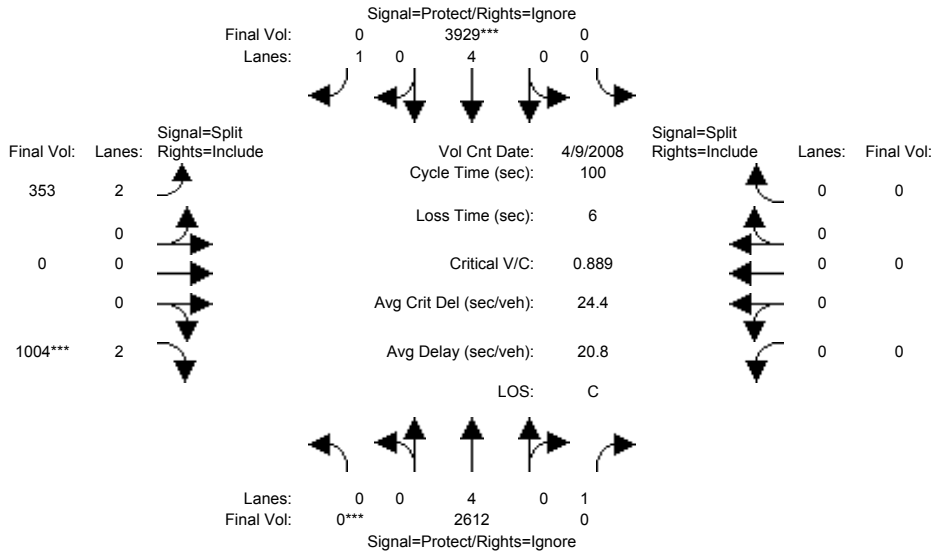 Signal=Protect/Rights=Ignore
Final Vol: 0 3929*** 0
Lanes: 1 0 4 0 0
Signal=Split Signal=Split
Final Vol: Lanes: Rights=Include Vol Cnt Date: 4/9/2008 Rights=Include Lanes: Final Vol:
Cycle Time (sec): 100
353 2 0 0
Loss Time (sec): 6
0 0
0 0 Critical V/C: 0.889 0 0
0 Avg Crit Del (sec/veh): 24.4 0
1004*** 2 Avg Delay (sec/veh): 20.8 0 0
LOS: C
Lanes: 0 0 4 0 1
Final Vol: 0*** 2612 0
Signal=Protect/Rights=Ignore